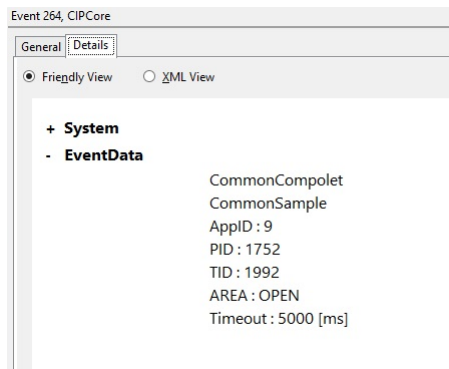 Event 264, CIPCore
General Details
Friendly View XML View
+ System
- EventData
CommonCompolet
CommonSample
AppID : 9
PID : 1752
TID : 1992
AREA : OPEN
Timeout : 5000 [ms]